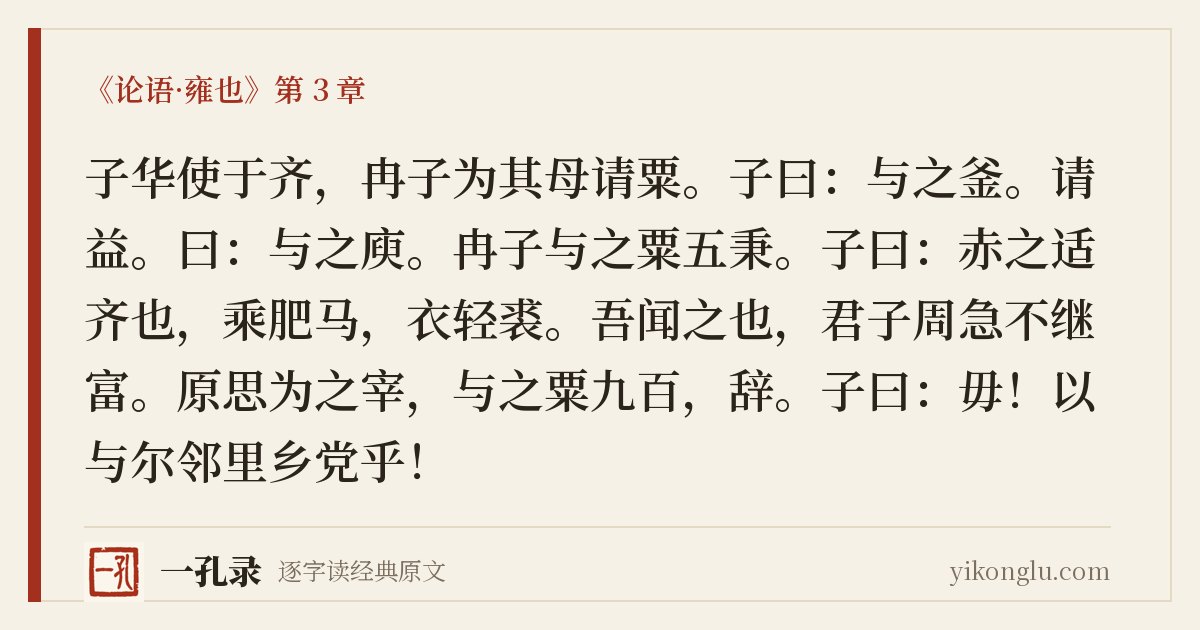 《论语·雍也》第 3 章
子华使于齐，冉子为其母请粟。子曰：与之釜。请
益。曰：与之庾。冉子与之粟五秉。子曰：赤之适
齐也，乘肥马，衣轻裘。吾闻之也，君子周急不继
富。原思为之宰，与之粟九百，辞。子曰：毋！以
与尔邻里乡党乎！
一孔
一孔录 逐字读经典原文 yikonglu.com